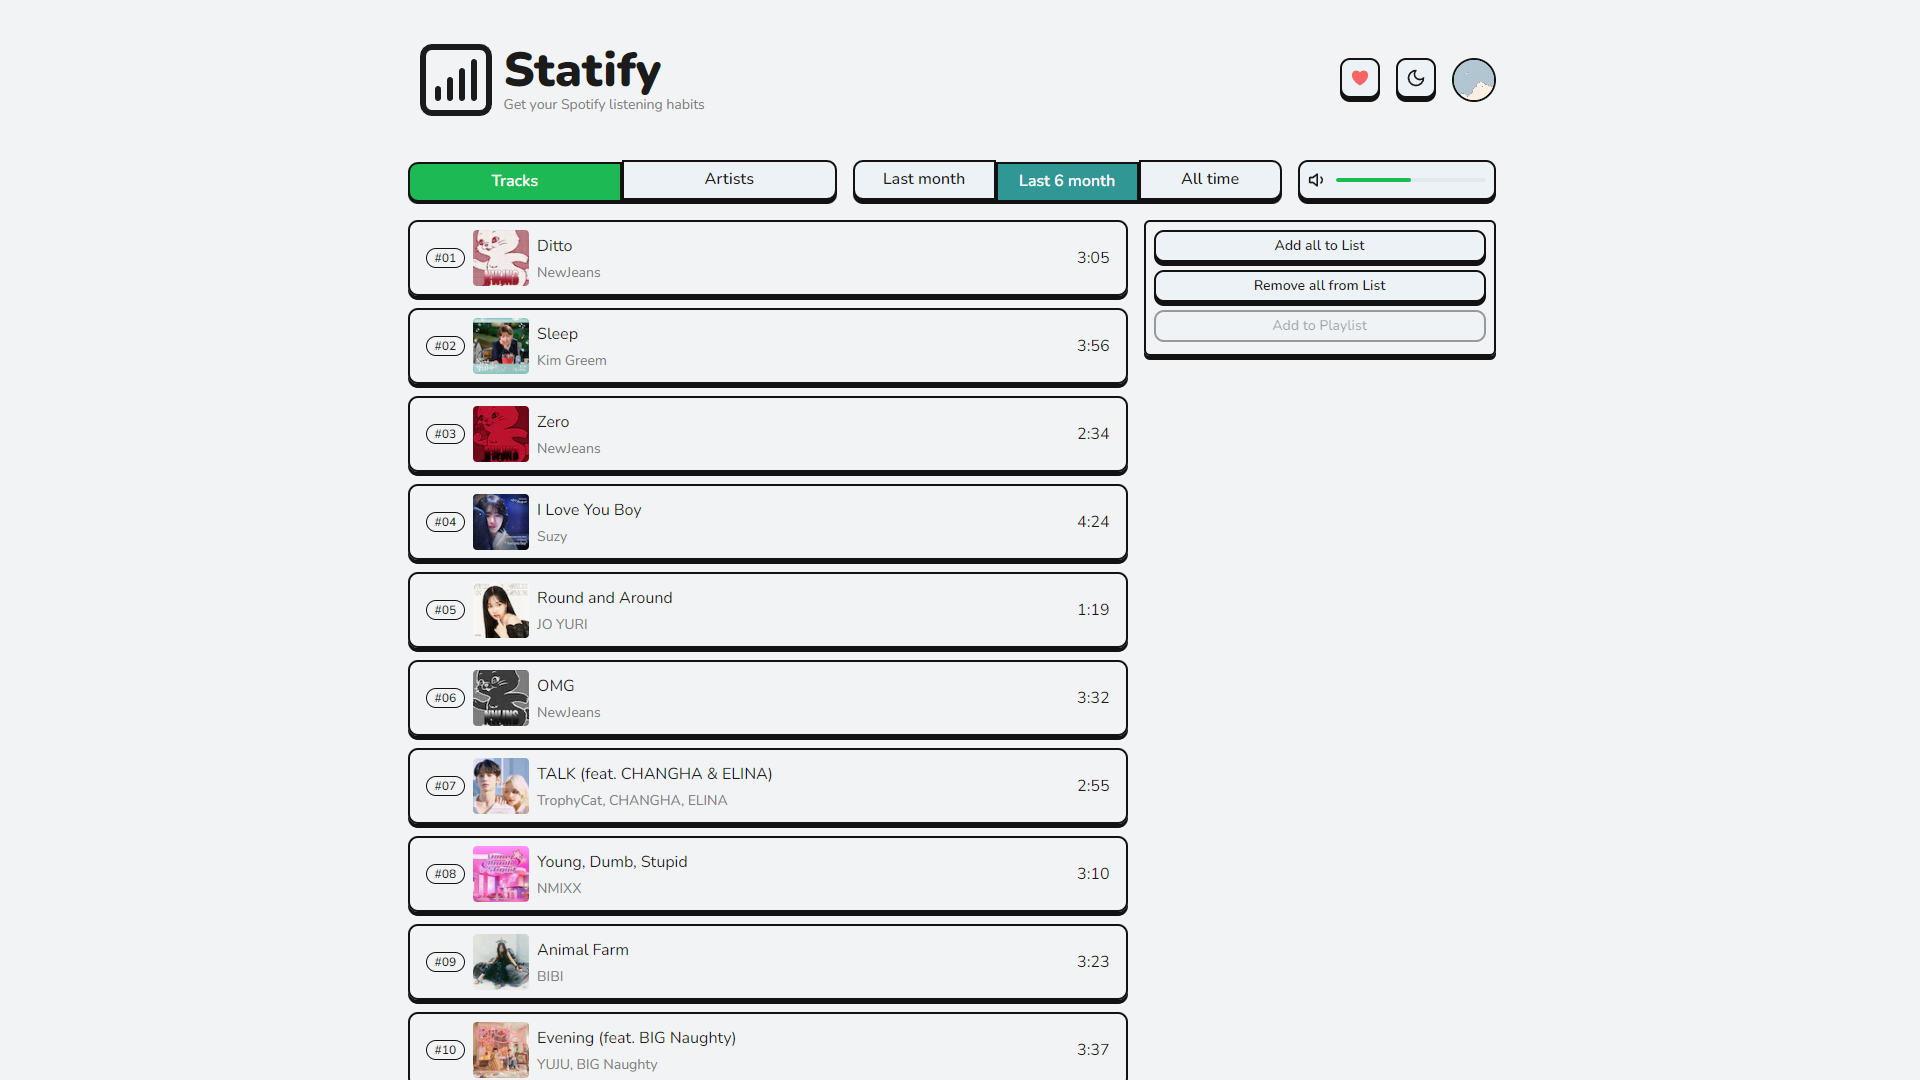 Statify
Get your Spotify listening habits
Tracks
Artists
Last month
Last 6 month
All time
#01
Ditto
NewJeans
3:05
Add all to List
Remove all from List
Add to Playlist
#02
Sleep
Kim Greem
3:56
#03
Zero
NewJeans
2:34
#04
I Love You Boy
Suzy
4:24
#05
Round and Around
JO YURI
1:19
#06
OMG
NewJeans
3:32
#07
TALK (feat. CHANGHA & ELINA)
TrophyCat, CHANGHA, ELINA
2:55
#08
Young, Dumb, Stupid
NMIXX
3:10
#09
Animal Farm
BIBI
3:23
#10
Evening (feat. BIG Naughty)
YUJU, BIG Naughty
3:37